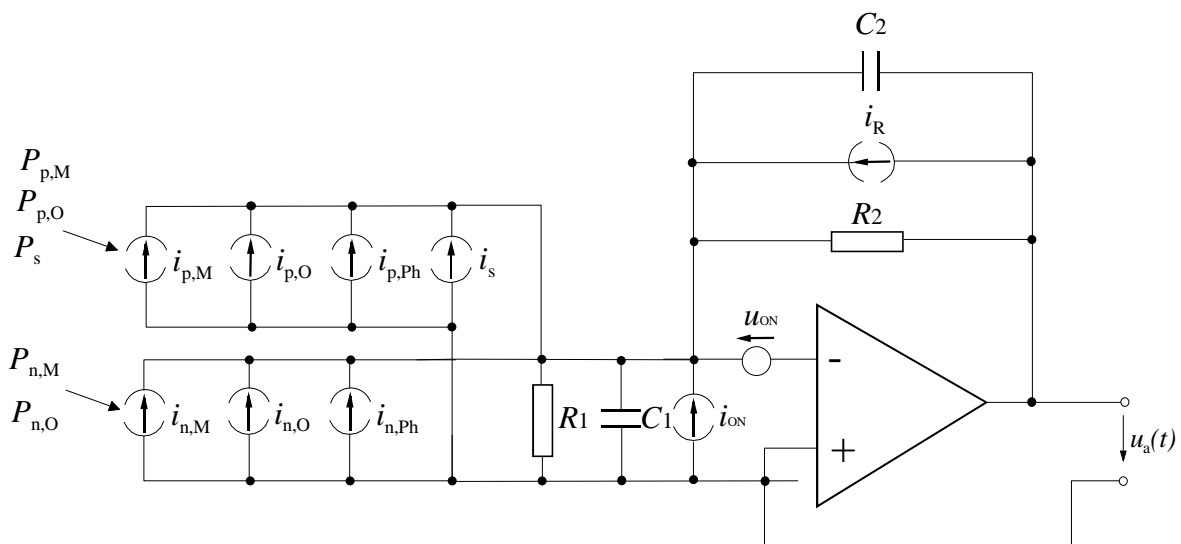 C2
iR
Pp,M
Pp,O
Ps
R2
ip,M ip,O ip,Ph is
uON
Pn,M
Pn,O
-
in,M in,O in,Ph R1 C1 iON
+
ua(t)